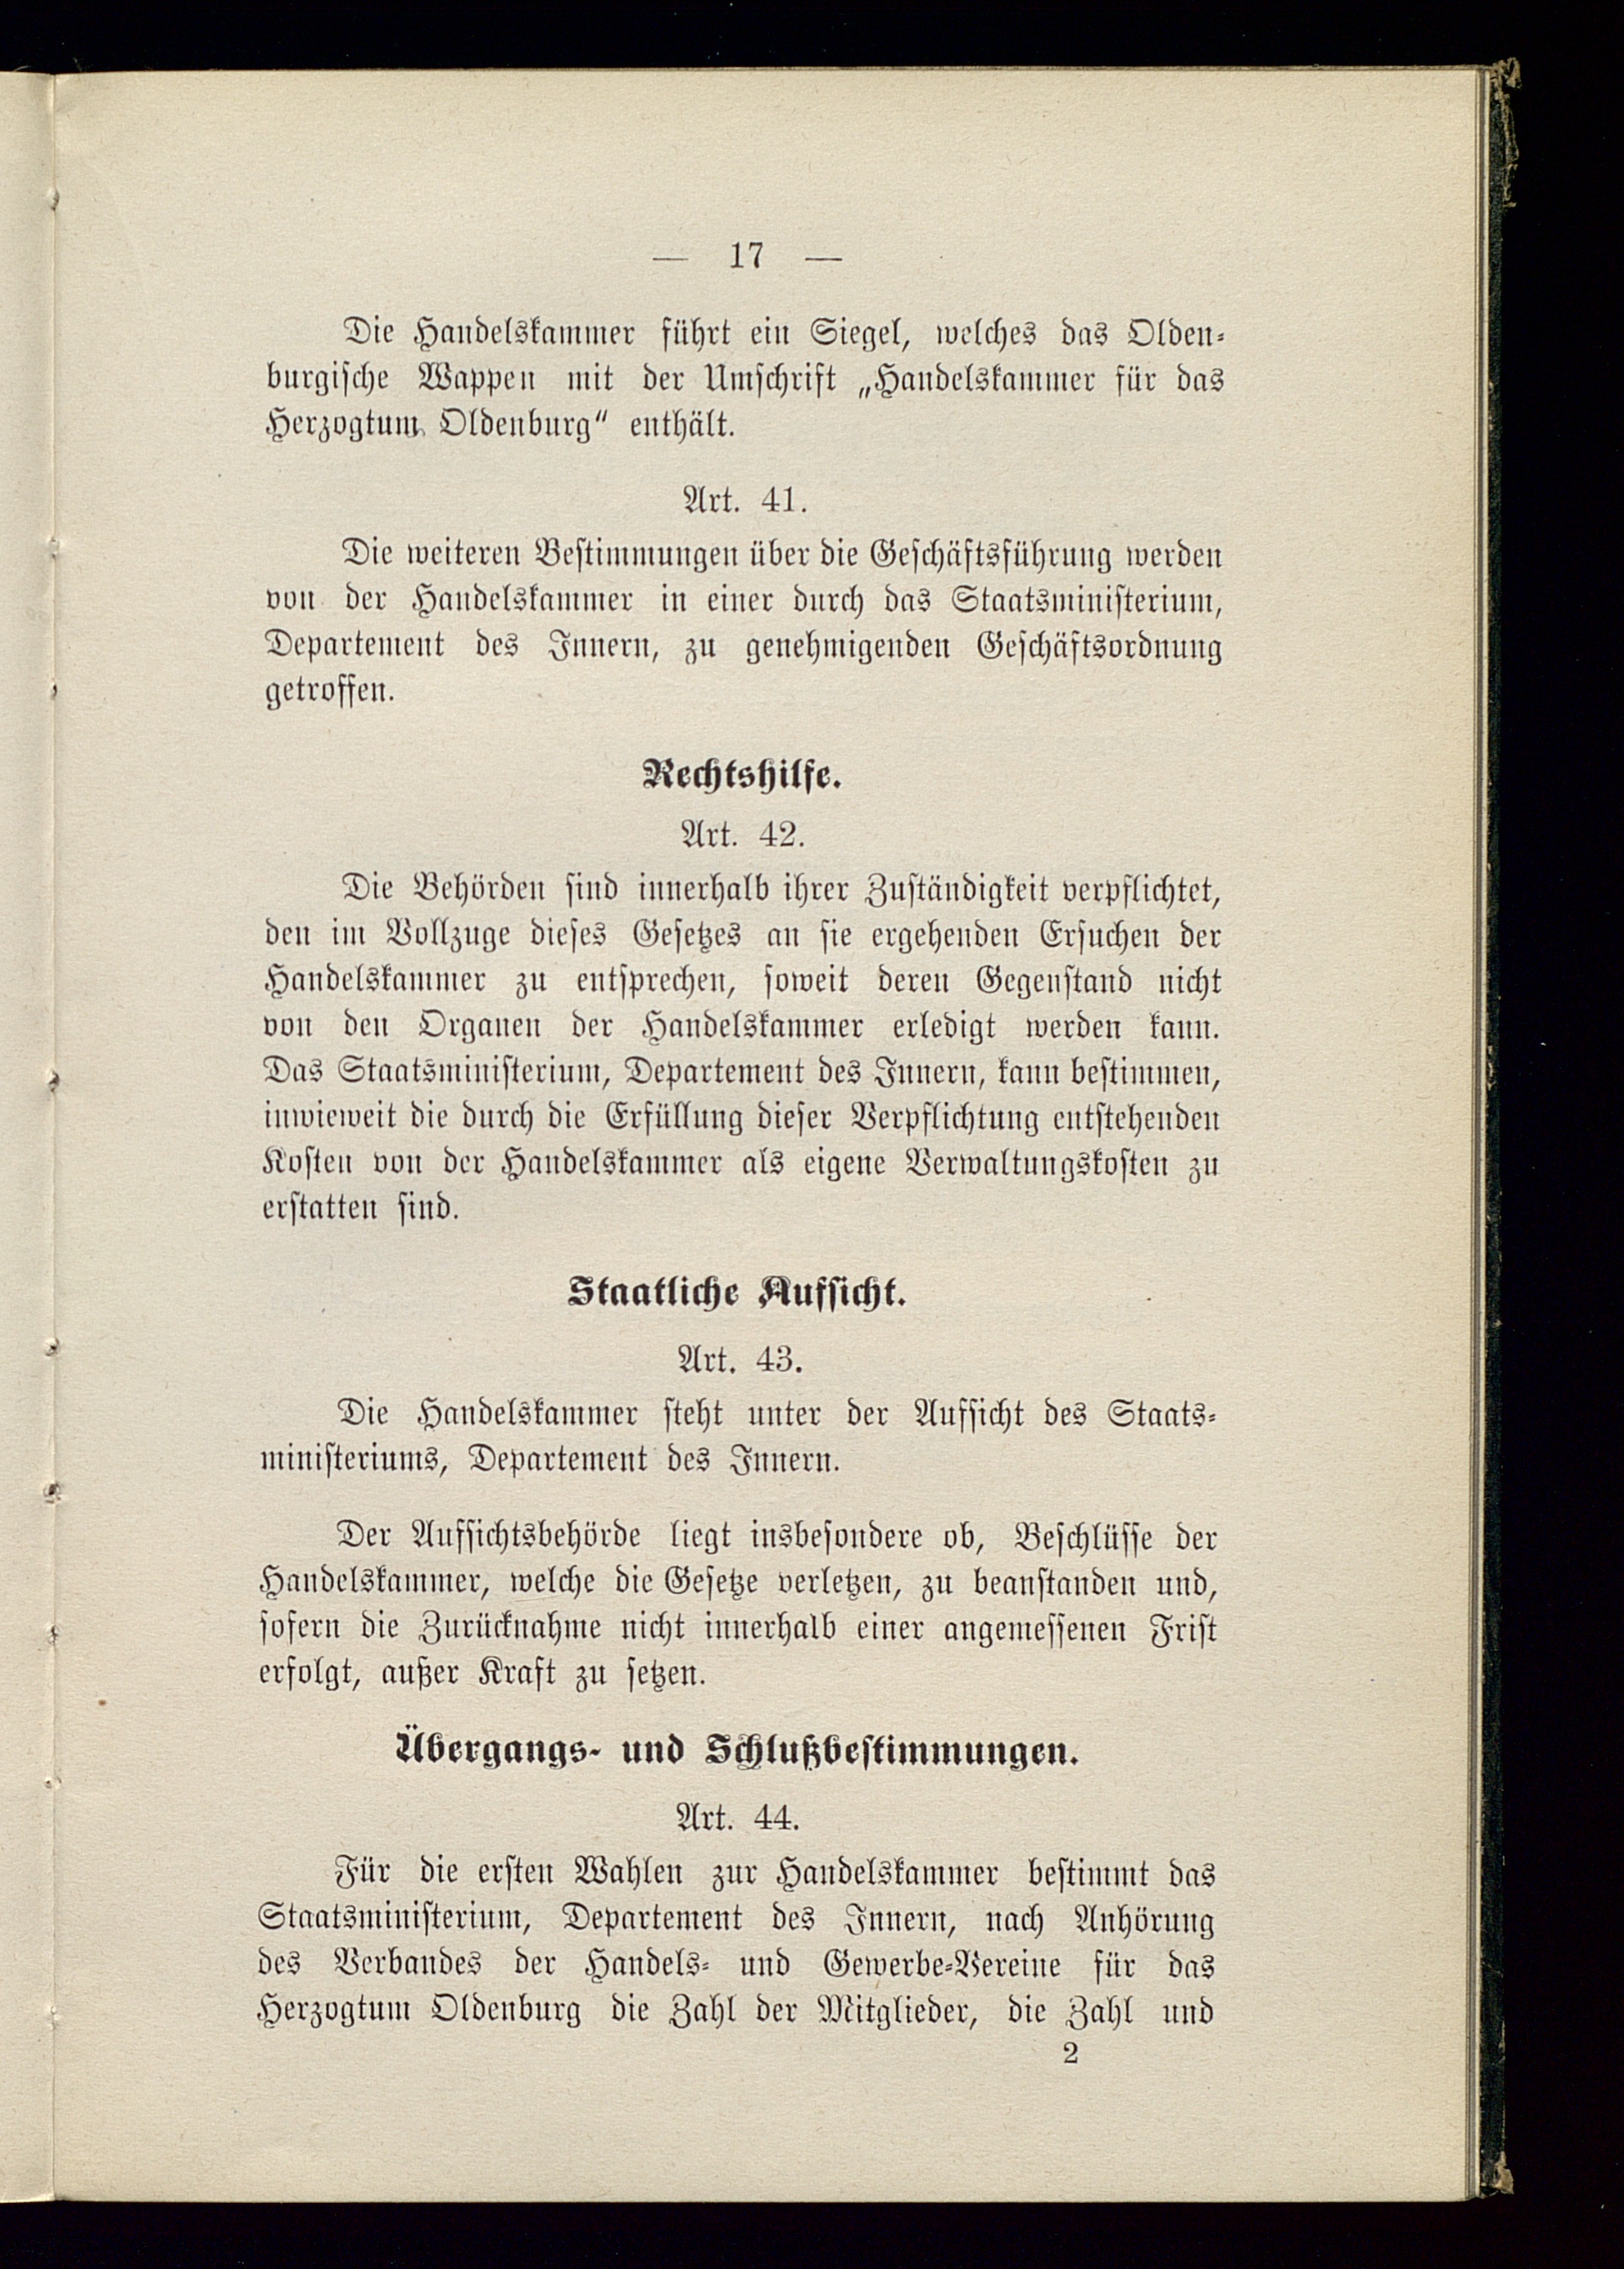 — 17 —
Die Handelskammer führt ein Siegel, welches das Olden-
burgische Wappen mit der Umschrift „Handelskammer für das
Herzogtum Oldenburg“ enthält.
Art. 41.
Die weiteren Bestimmungen über die Geschäftsführung werden
von der Handelskammer in einer durch das Staatsministerium,
Departement des Innern, zu genehmigenden Geschäftsordnung
getroffen.
Rechtshilfe.
Art. 42.
Die Behörden sind innerhalb ihrer Zuständigkeit verpflichtet,
den im Vollzuge dieses Gesetzes an sie ergehenden Ersuchen der
Handelskammer zu entsprechen, soweit deren Gegenstand nicht
von den Organen der Handelskammer erledigt werden kann.
Das Staatsministerium, Departement des Innern, kann bestimmen,
inwieweit die durch die Erfüllung dieser Verpflichtung entstehenden
Kosten von der Handelskammer als eigene Verwaltungskosten zu
erstatten sind.
Staatliche Aufsicht.
Art. 43.
Die Handelskammer steht unter der Aufsicht des Staats-
ministeriums, Departement des Innern.
Der Aufsichtsbehörde liegt insbesondere ob, Beschlüsse der
Handelskammer, welche die Gesetze verletzen, zu beanstanden und,
sofern die Zurücknahme nicht innerhalb einer angemessenen Frist
erfolgt, außer Kraft zu setzen.
Übergangs- und Schlußbestimmungen.
Art. 44.
Für die ersten Wahlen zur Handelskammer bestimmt das
Staatsministerium, Departement des Innern, nach Anhörung
des Verbandes der Handels- und Gewerbe-Vereine für das
Herzogtum Oldenburg die Zahl der Mitglieder, die Zahl und
2